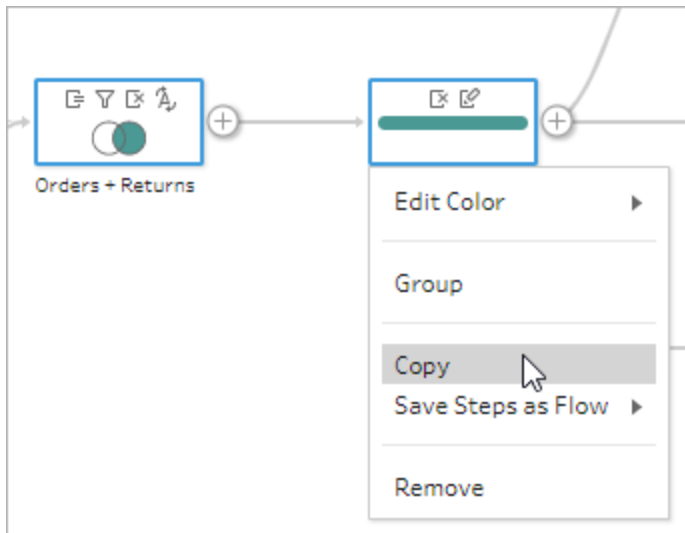 Orders + Returns
Edit Color
Group
Copy
Save Steps as Flow
Remove